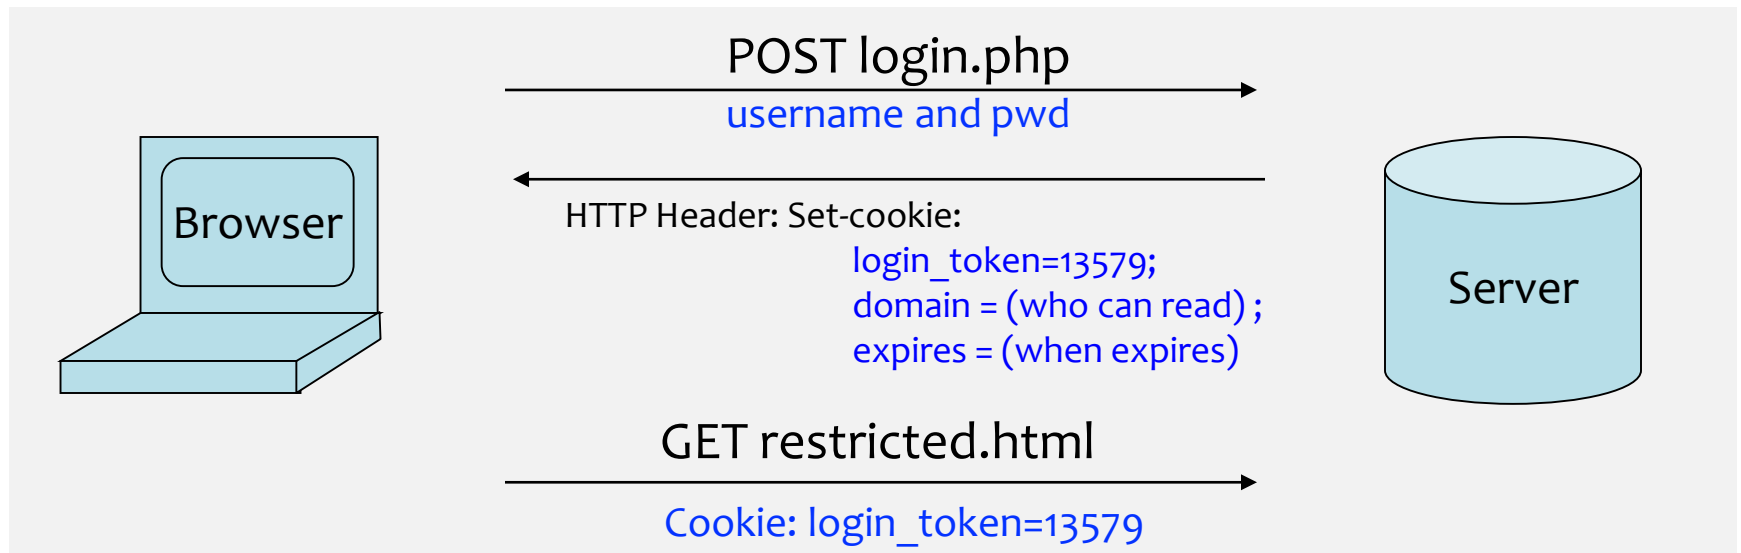 POST login.php
username and pwd
Browser
HTTP Header: Set-cookie:
login_token=13579;
domain = (who can read) ;
expires = (when expires)
Server
GET restricted.html
Cookie: login_token=13579